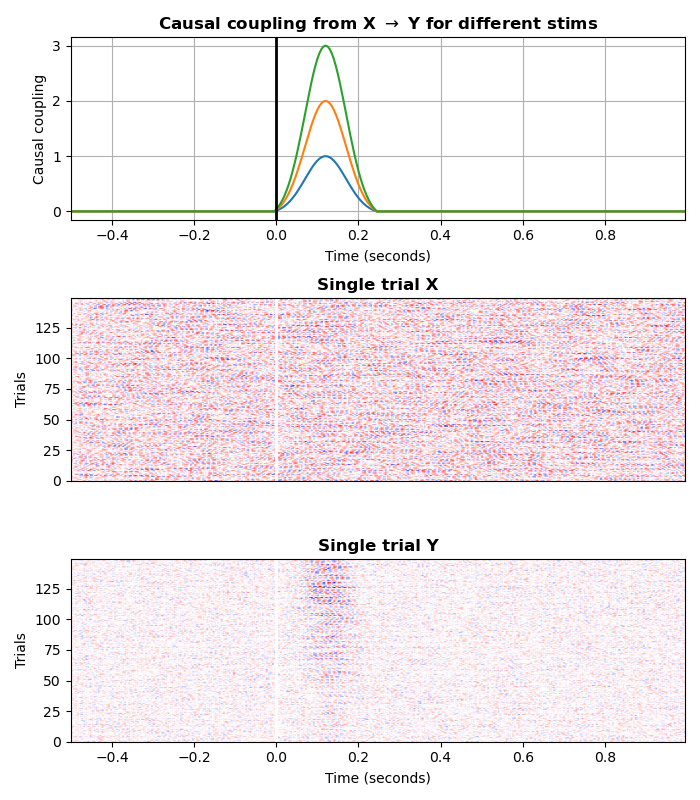 Causal coupling from X → Y for different stims
Causal coupling
3
2
1
0
−0.4 −0.2 0.0 0.2 0.4 0.6 0.8
Time (seconds)
Single trial X
Trials
125
100
75
50
25
0
Single trial Y
Trials
125
100
75
50
25
0
−0.4 −0.2 0.0 0.2 0.4 0.6 0.8
Time (seconds)